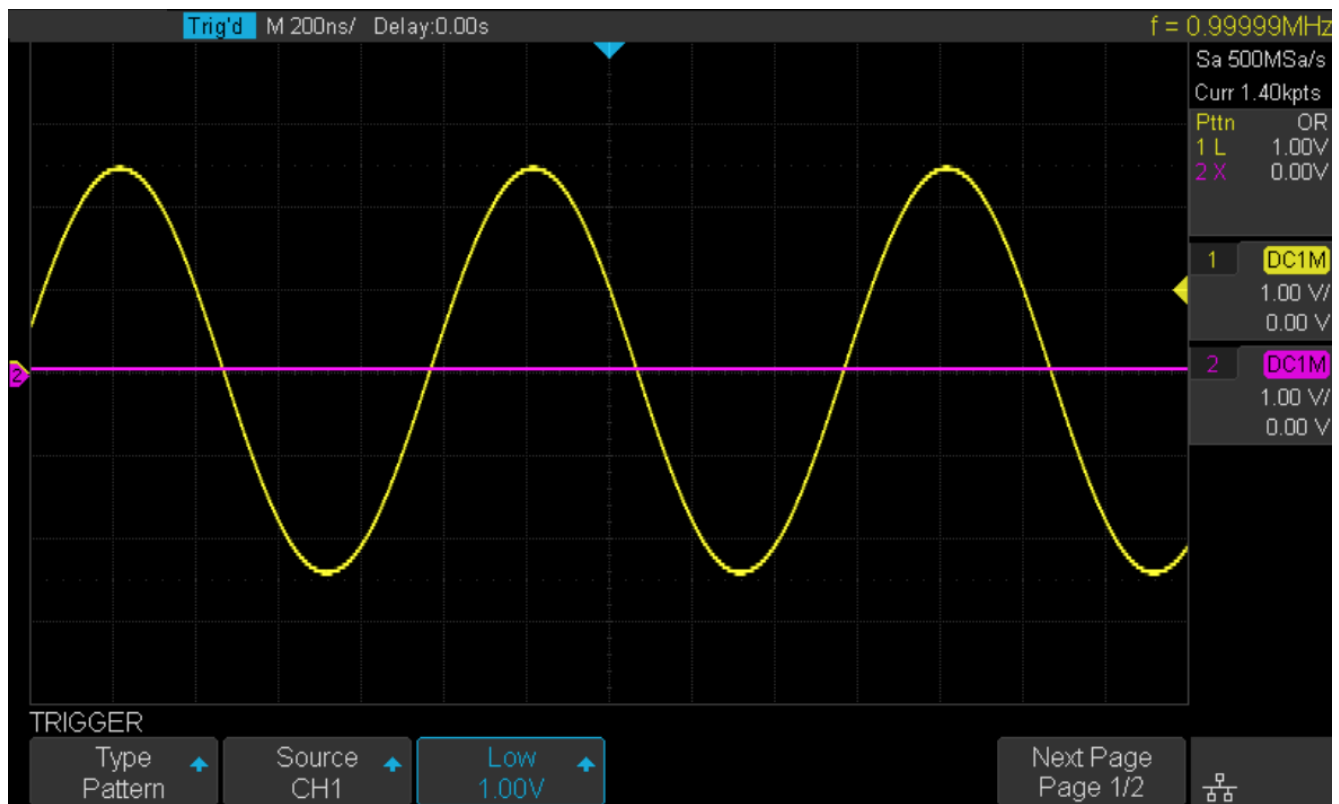 Trig'd M 200ns/ Delay:0.00s f = 0.99999MHz
Sa 500MSa/s
Curr 1.40kpts
Pttn OR
1 L 1.00V
2 X 0.00V
1 DC1M
1.00 V/
0.00 V
2 DC1M
1.00 V/
0.00 V
2
TRIGGER
Type Source Low Next Page
Pattern CH1 1.00V Page 1/2